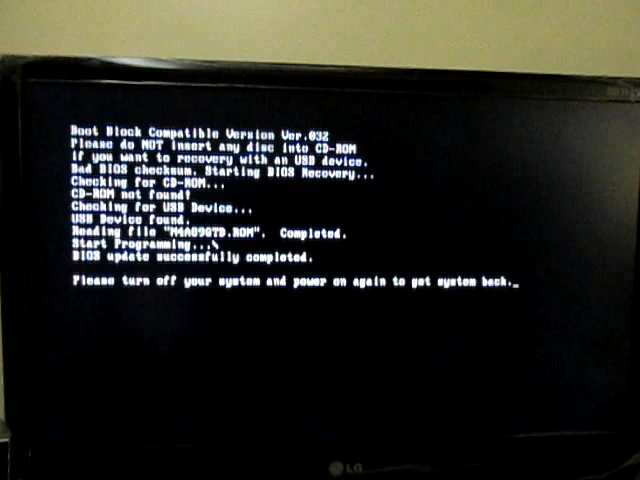 Boot Block Compatible Version Ver.032
Please do NOT insert any disc into CD-ROM
if you want to recovery with an USB device.
Bad BIOS checksum. Starting BIOS Recovery...
Checking for CD-ROM...
CD-ROM not found!
Checking for USB Device...
USB Device found.
Reading file "M4A89GTD.ROM".  Completed.
Start Programming...\
BIOS update successfully completed.
Please turn off your system and power on again to get system back._
LG